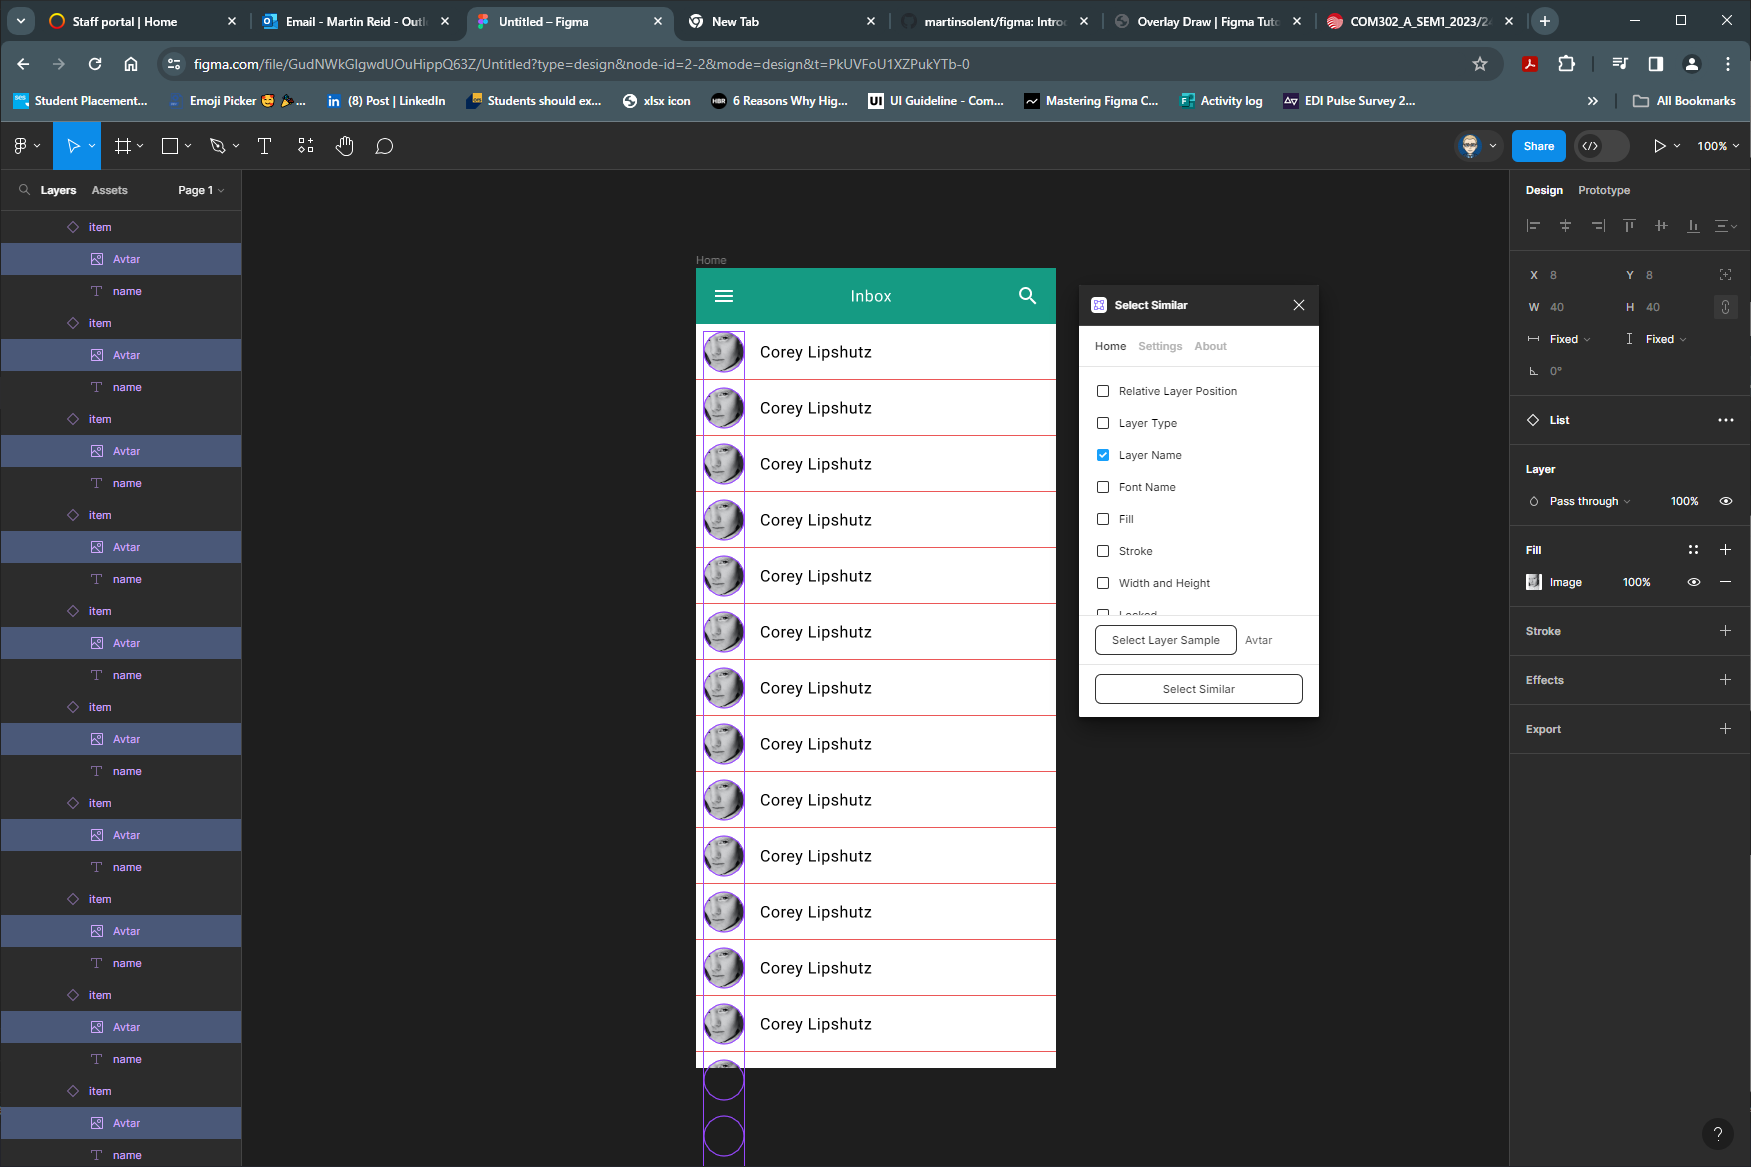 Staff portal | Home
Email - Martin Reid - Outl
Untitled – Figma
New Tab
martinsolent/figma: Introd
Overlay Draw | Figma Tuto
COM302_A_SEM1_2023/24
figma.com/file/GudNWkGlgwdUOuHippQ63Z/Untitled?type=design&node-id=2-2&mode=design&t=PkUVFoU1XZPukYTb-0
Student Placement...
Emoji Picker 🥰 🎉...
(8) Post | LinkedIn
Students should ex...
xlsx icon
HBR
6 Reasons Why Hig...
UI
UI Guideline - Com...
Mastering Figma C...
Activity log
EDI Pulse Survey 2...
»
All Bookmarks
Share
100%
Layers
Assets
Page 1
Design
Prototype
item
Avtar
name
item
Avtar
name
item
Avtar
name
item
Avtar
name
item
Avtar
name
item
Avtar
name
item
Avtar
name
item
Avtar
name
item
Avtar
name
item
Avtar
name
Home
Inbox
Corey Lipshutz
Corey Lipshutz
Corey Lipshutz
Corey Lipshutz
Corey Lipshutz
Corey Lipshutz
Corey Lipshutz
Corey Lipshutz
Corey Lipshutz
Corey Lipshutz
Corey Lipshutz
Corey Lipshutz
Corey Lipshutz
Select Similar
Home
Settings
About
Relative Layer Position
Layer Type
Layer Name
Font Name
Fill
Stroke
Width and Height
Locked
Select Layer Sample
Avtar
Select Similar
X 8
Y 8
W 40
H 40
Fixed
Fixed
0°
List
Layer
Pass through
100%
Fill
Image
100%
Stroke
Effects
Export
?